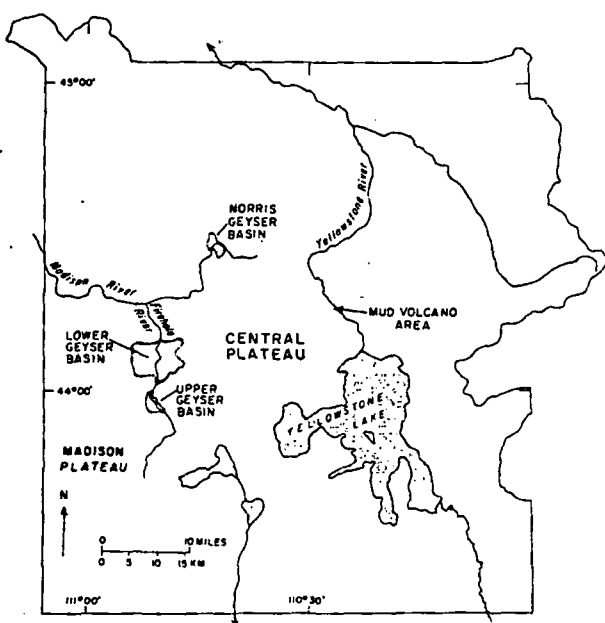 45°00'
NORRIS
GEYSER
BASIN
Yellowstone River
Madison River
Firehole
River
MUD VOLCANO
AREA
LOWER
GEYSER
BASIN
CENTRAL
PLATEAU
44°00'
UPPER
GEYSER
BASIN
YELLOWSTONE
LAKE
MADISON
PLATEAU
N
0 10 MILES
0 5 10 15 KM
111°00'
110°30'